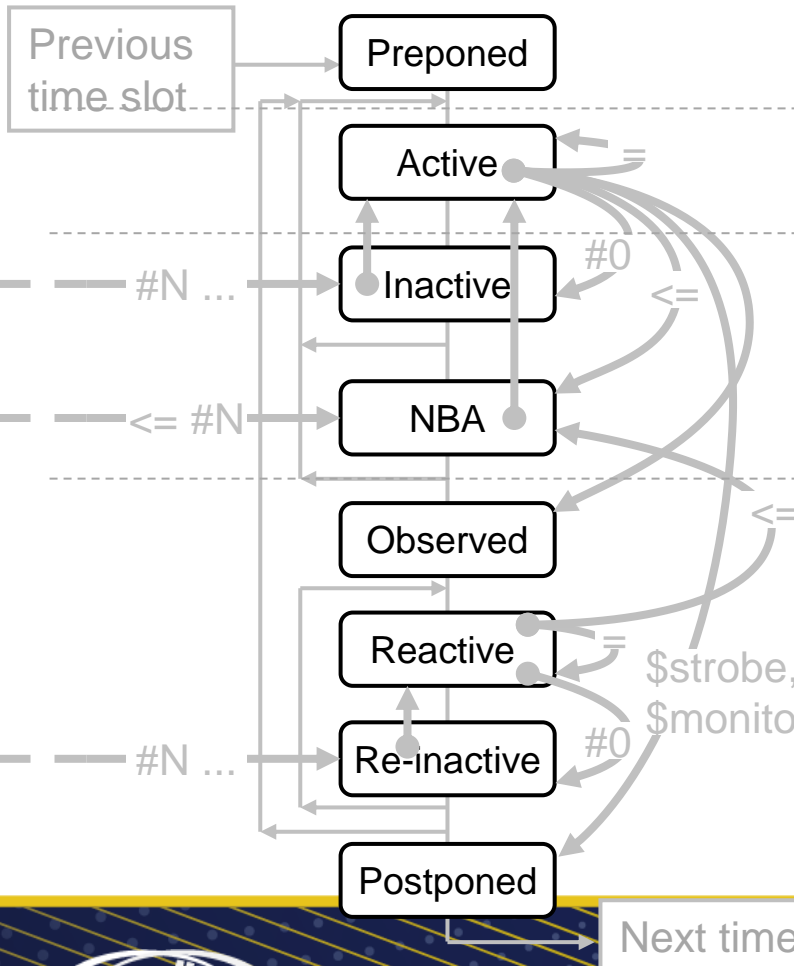 Previous
time slot
Preponed
Active
=
#0
#N ...
Inactive
<=
<= #N
NBA
<=
Observed
Reactive
=
$strobe,
$monito
#0
#N ...
Re-inactive
Postponed
Next time